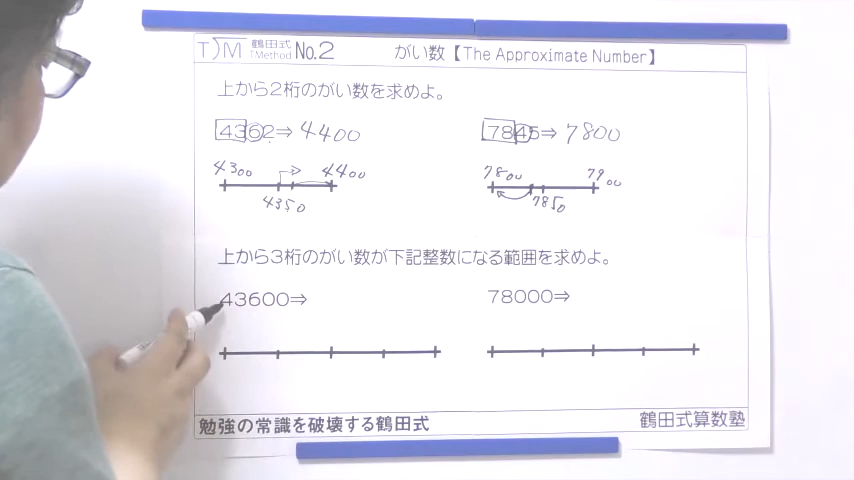 T)M 鶴田式 Method No.2 がい数【The Approximate Number】
上から2桁のがい数を求めよ。
4362⇒ 4400 7845⇒ 7800
4300 4400 7800 7900
4350 7850
上から3桁のがい数が下記整数になる範囲を求めよ。
43600⇒ 78000⇒
勉強の常識を破壊する鶴田式 鶴田式算数塾